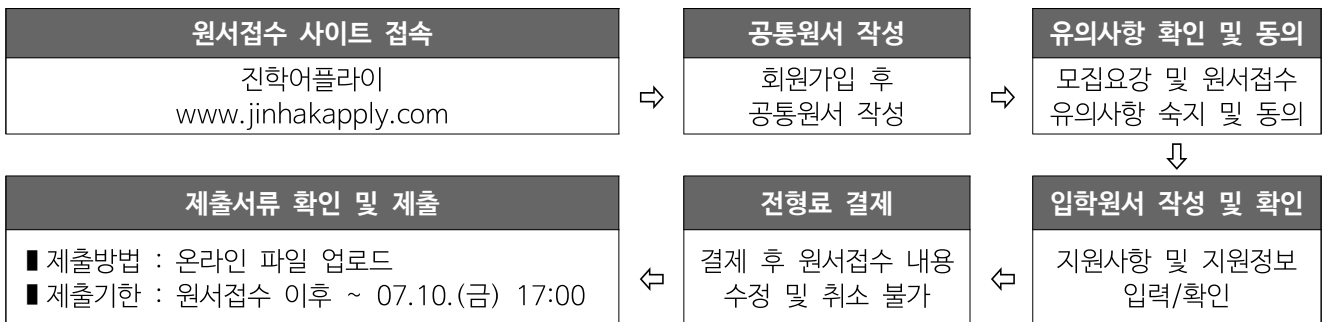 원서접수 사이트 접속
진학어플라이
www.jinhakapply.com
⇨
공통원서 작성
회원가입 후
공통원서 작성
⇨
유의사항 확인 및 동의
모집요강 및 원서접수
유의사항 숙지 및 동의
⇩
입학원서 작성 및 확인
지원사항 및 지원정보
입력/확인
⇦
전형료 결제
결제 후 원서접수 내용
수정 및 취소 불가
⇦
제출서류 확인 및 제출
▮제출방법 : 온라인 파일 업로드
▮제출기한 : 원서접수 이후 ~ 07.10.(금) 17:00